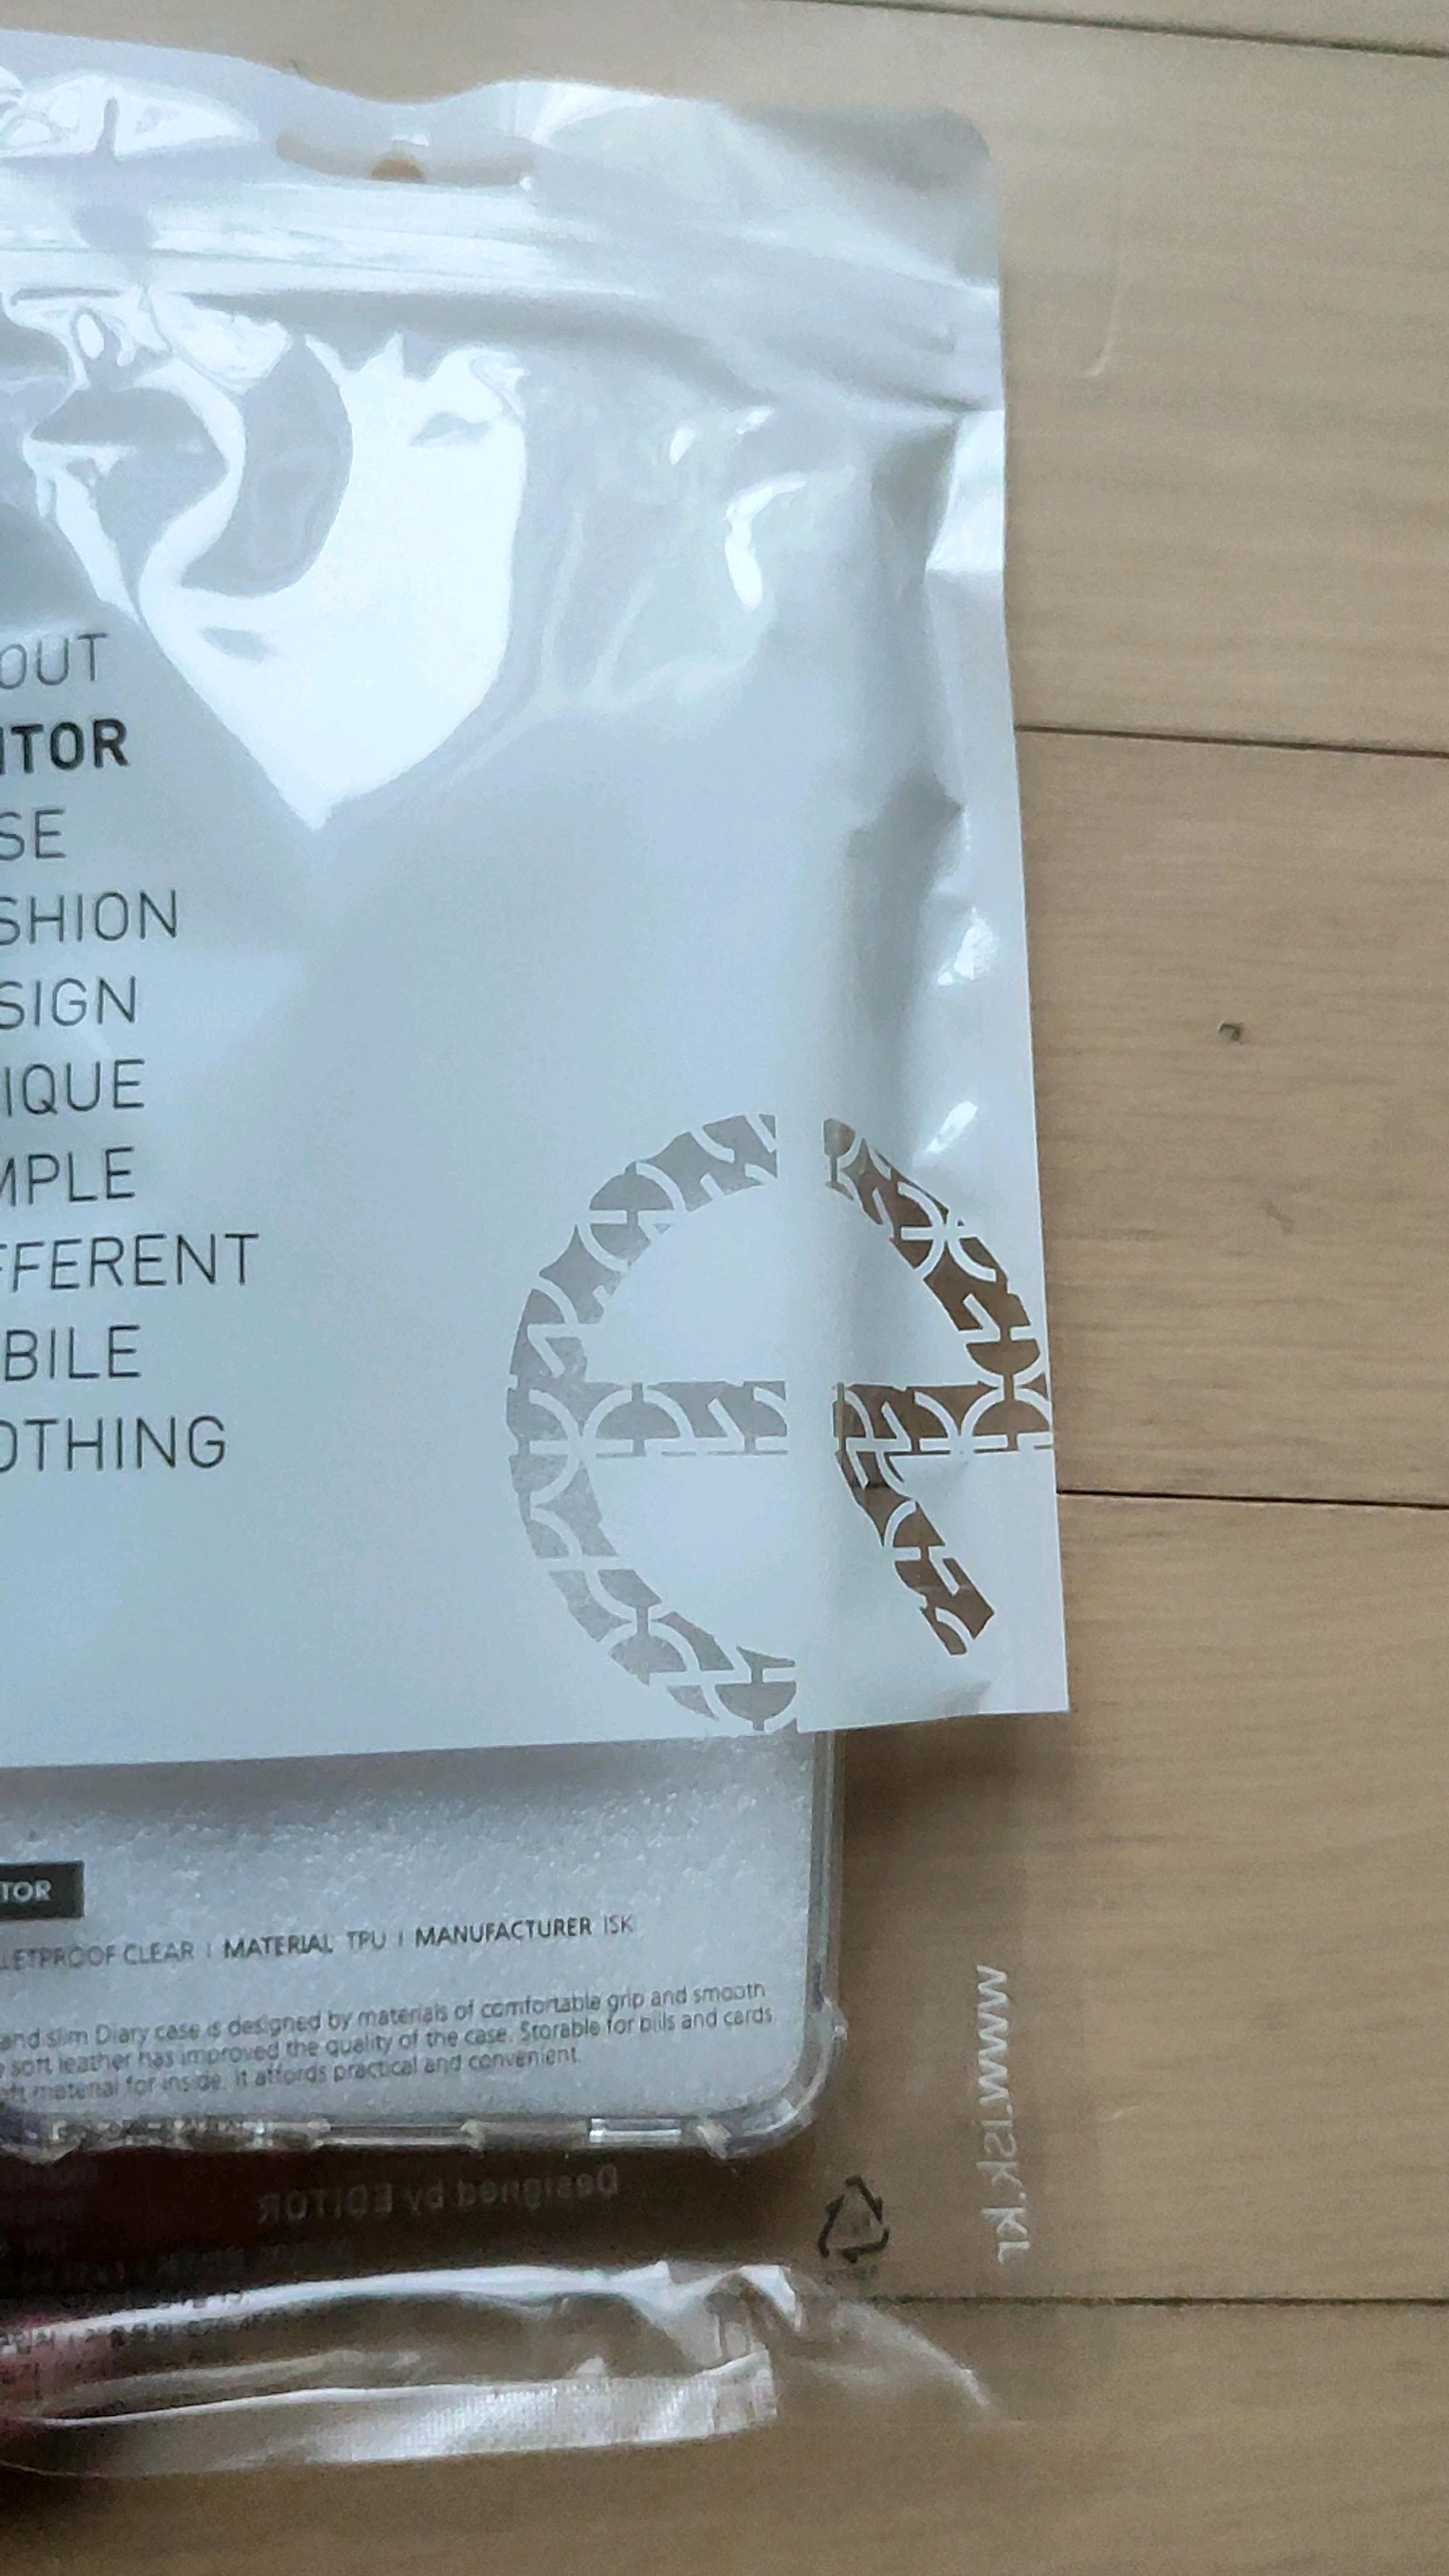 OUT
ITOR
SE
SHION
SIGN
IQUE
MPLE
FFERENT
BILE
OTHING
TOR
LETPROOF CLEAR | MATERIAL TPU | MANUFACTURER ISK
and slim Diary case is designed by materials of comfortable grip and smooth
soft leather has improved the quality of the case. Storable for bills and cards
material for inside. It affords practical and convenient.
Designed by EDITOR
www.isk.kr